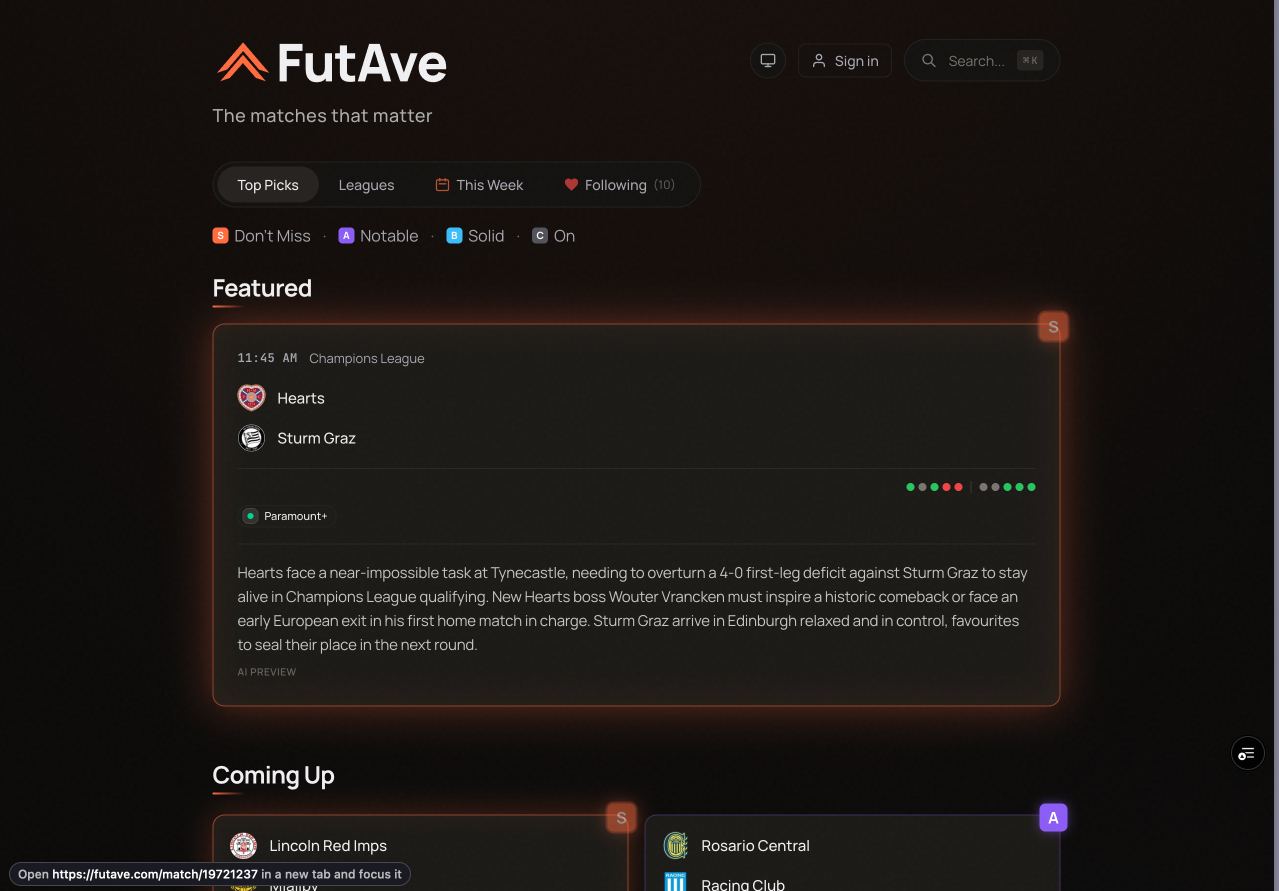 FutAve
Sign in
Search... ⌘K
The matches that matter
Top Picks Leagues This Week Following (10)
S Don't Miss · A Notable · B Solid · C On
Featured
S
11:45 AM Champions League
Hearts
Sturm Graz
Paramount+
Hearts face a near-impossible task at Tynecastle, needing to overturn a 4-0 first-leg deficit against Sturm Graz to stay
alive in Champions League qualifying. New Hearts boss Wouter Vrancken must inspire a historic comeback or face an
early European exit in his first home match in charge. Sturm Graz arrive in Edinburgh relaxed and in control, favourites
to seal their place in the next round.
AI PREVIEW
Coming Up
S
A
Lincoln Red Imps
Rosario Central
Mjällby
RACING
Racing Club
Open https://futave.com/match/19721237 in a new tab and focus it